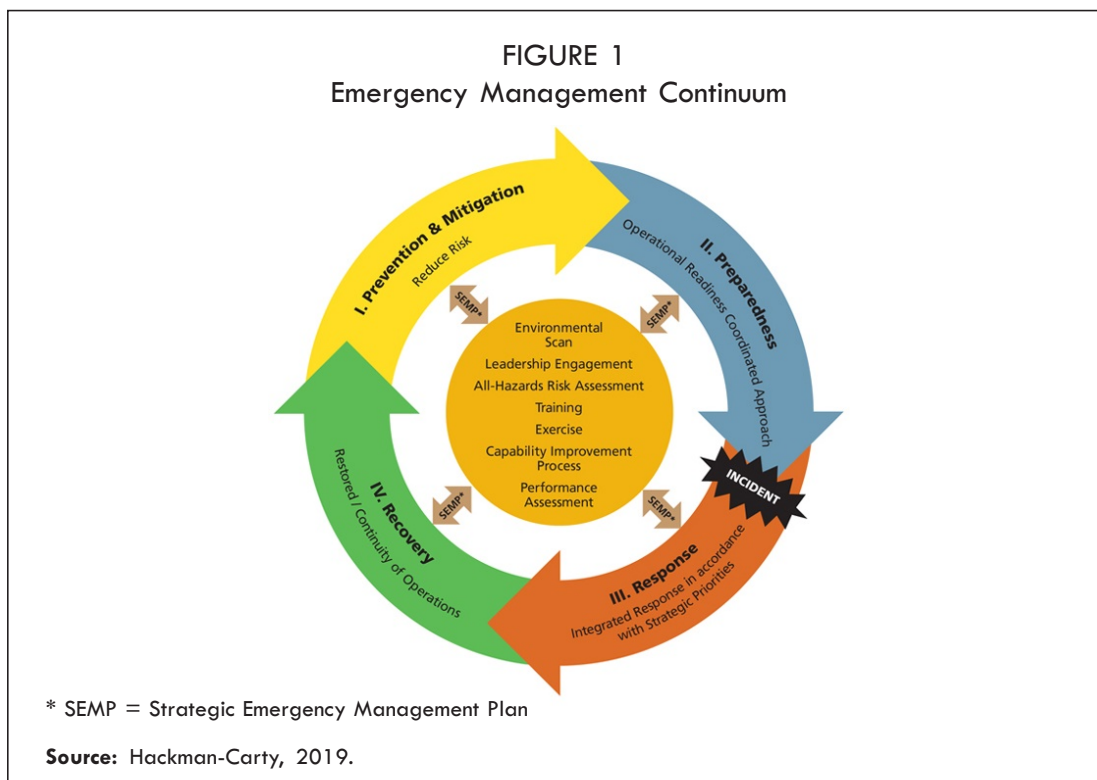 FIGURE 1
Emergency Management Continuum
I. Prevention & Mitigation
Reduce Risk
II. Preparedness
Operational Readiness Coordinated Approach
INCIDENT
III. Response
Integrated Response in accordance
with Strategic Priorities
IV. Recovery
Restored / Continuity of Operations
SEMP*
SEMP*
SEMP*
SEMP*
Environmental
Scan
Leadership Engagement
All-Hazards Risk Assessment
Training
Exercise
Capability Improvement
Process
Performance
Assessment
* SEMP = Strategic Emergency Management Plan
Source: Hackman-Carty, 2019.